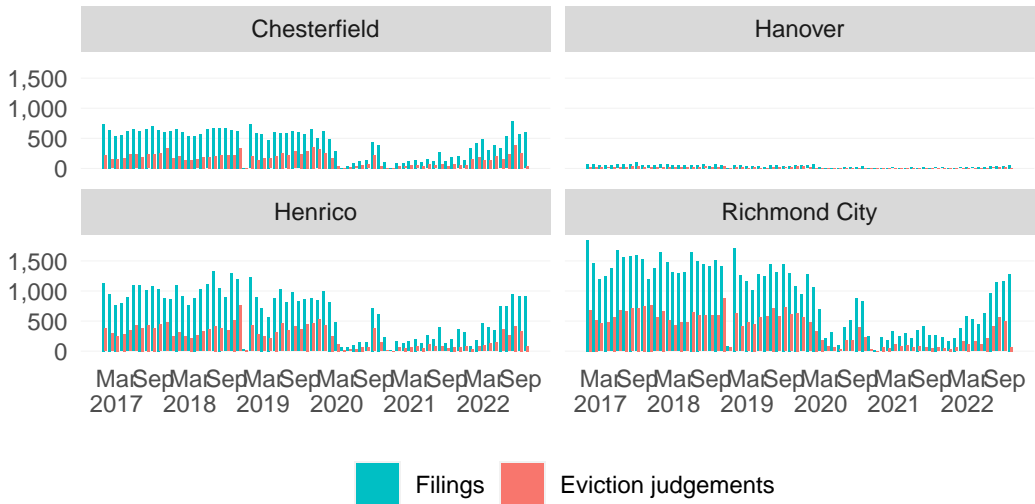 Chesterfield Hanover
1,500
1,000
500
0
Henrico Richmond City
1,500
1,000
500
0
Mar Sep Mar Sep Mar Sep Mar Sep Mar Sep Mar Sep Mar Sep Mar Sep Mar Sep Mar Sep Mar Sep Mar Sep
2017 2018 2019 2020 2021 2022 2017 2018 2019 2020 2021 2022
Filings Eviction judgements